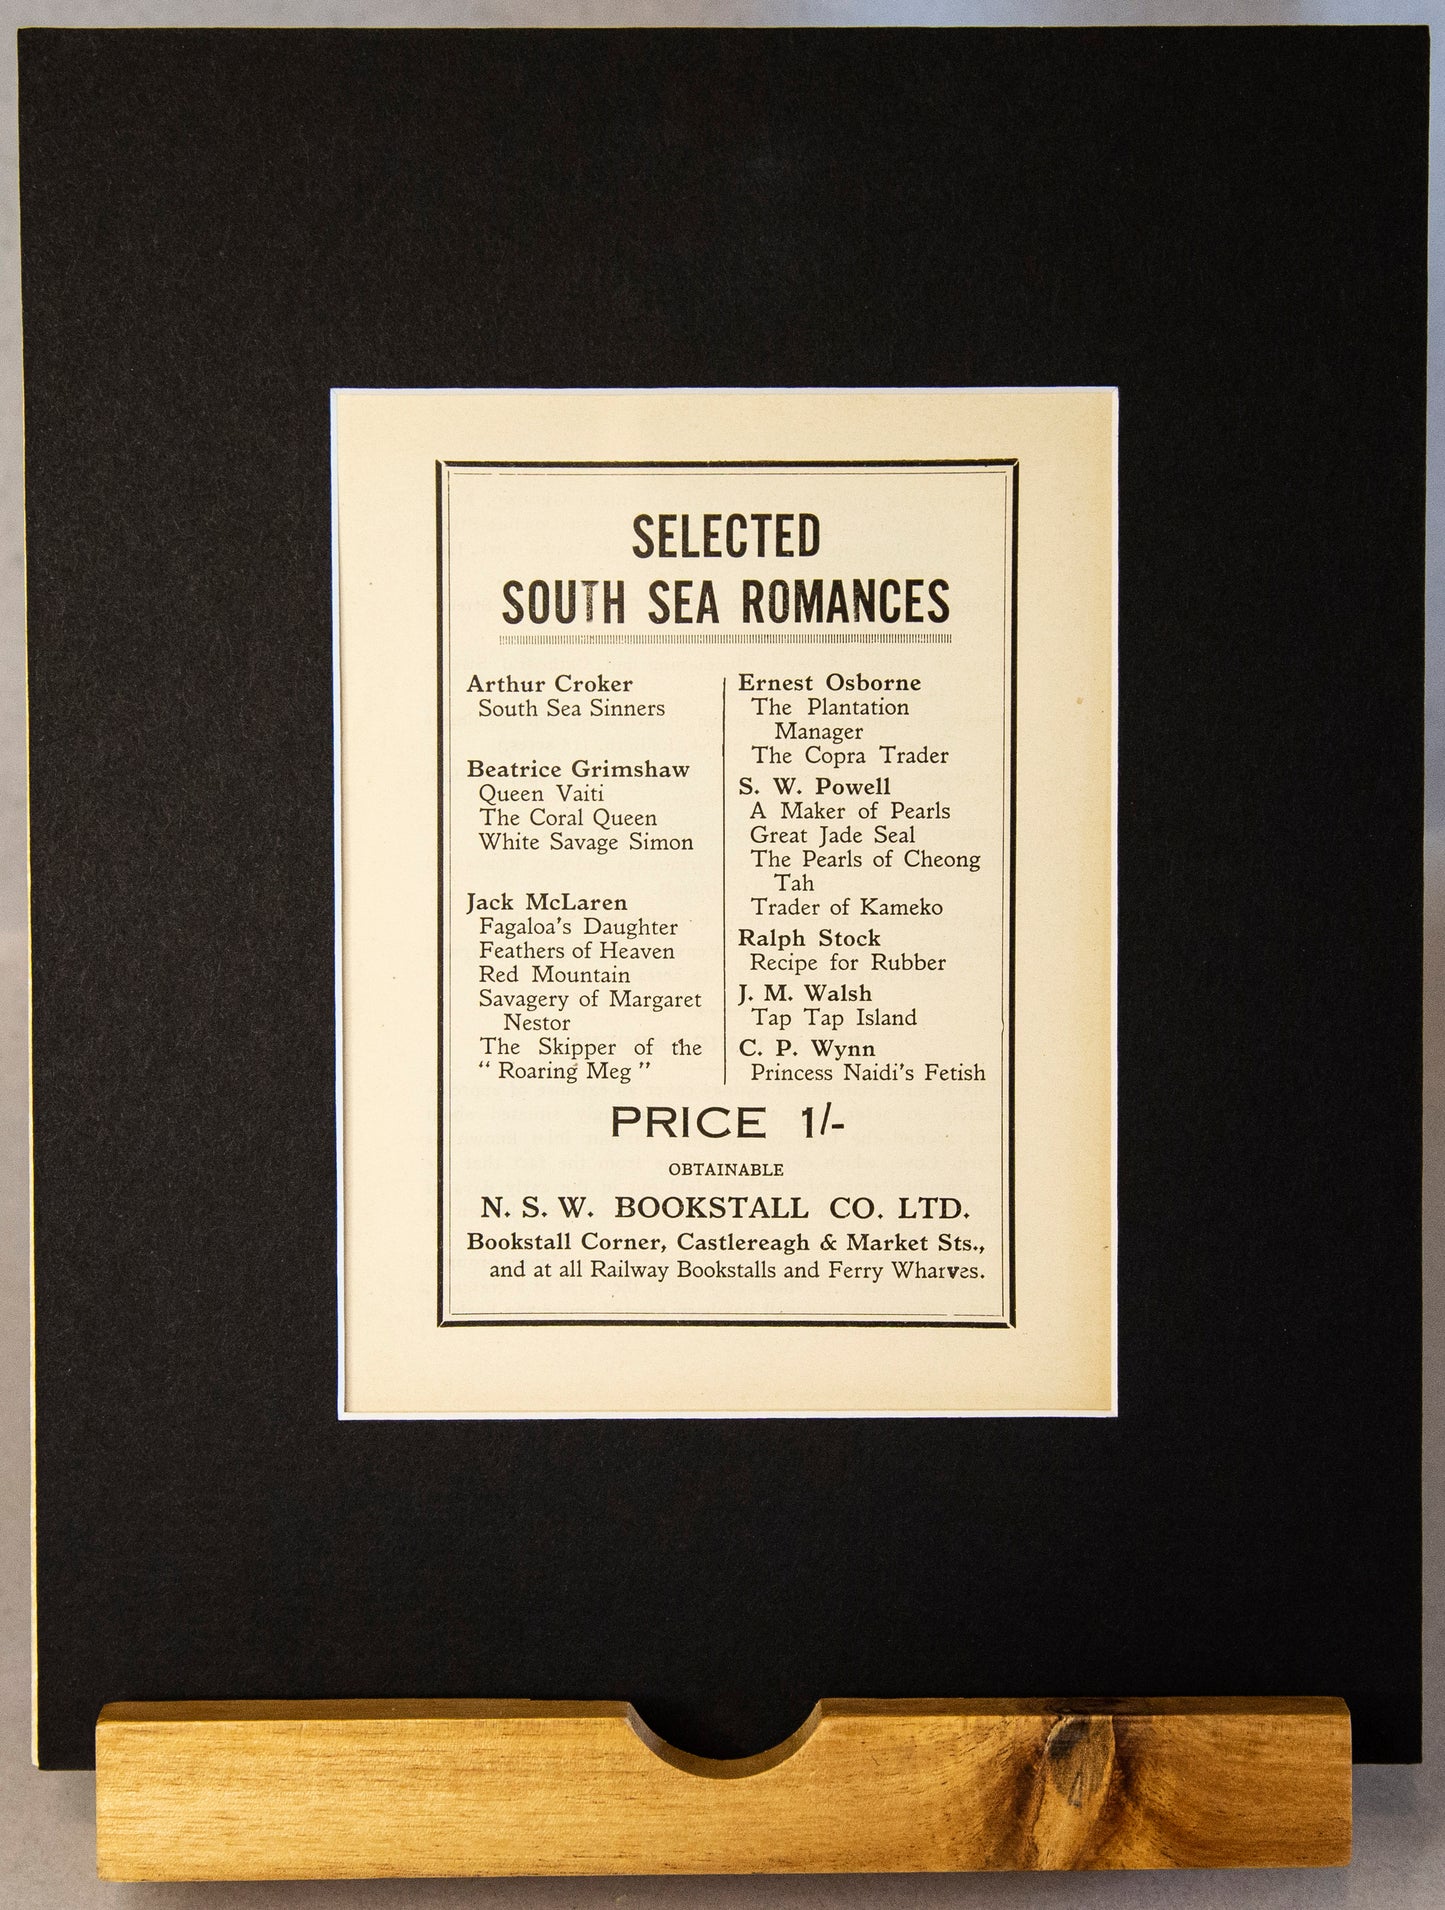 SELECTED
SOUTH SEA ROMANCES
Arthur Croker
South Sea Sinners
Beatrice Grimshaw
Queen Vaiti
The Coral Queen
White Savage Simon
Jack McLaren
Fagaloa's Daughter
Feathers of Heaven
Red Mountain
Savagery of Margaret
Nestor
The Skipper of the
“ Roaring Meg ”
Ernest Osborne
The Plantation
Manager
The Copra Trader
S. W. Powell
A Maker of Pearls
Great Jade Seal
The Pearls of Cheong
Tah
Trader of Kameko
Ralph Stock
Recipe for Rubber
J. M. Walsh
Tap Tap Island
C. P. Wynn
Princess Naidi's Fetish
PRICE 1/-
OBTAINABLE
N. S. W. BOOKSTALL CO. LTD.
Bookstall Corner, Castlereagh & Market Sts.,
and at all Railway Bookstalls and Ferry Wharves.